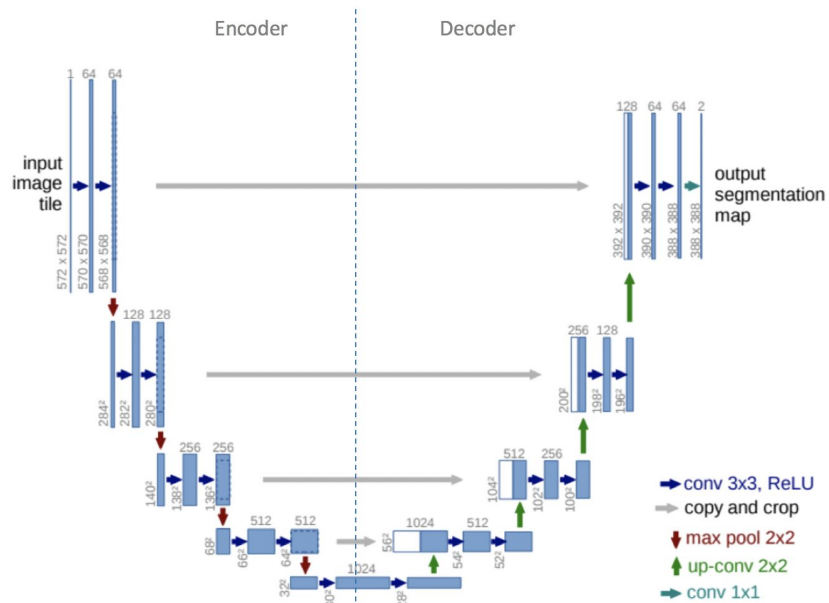 Encoder
Decoder
1 64 64
128 64 64 2
input
image
tile
output
segmentation
map
572 x 572
570 x 570
568 x 568
392 x 392
390 x 390
388 x 388
388 x 388
128 128
256 128
284²
282²
280²
200²
198²
196²
256 256
512 256
140²
138²
136²
104²
102²
100²
512 512
1024 512
68²
66²
64²
56²
54²
52²
1024
32²
conv 3x3, ReLU
copy and crop
max pool 2x2
up-conv 2x2
conv 1x1